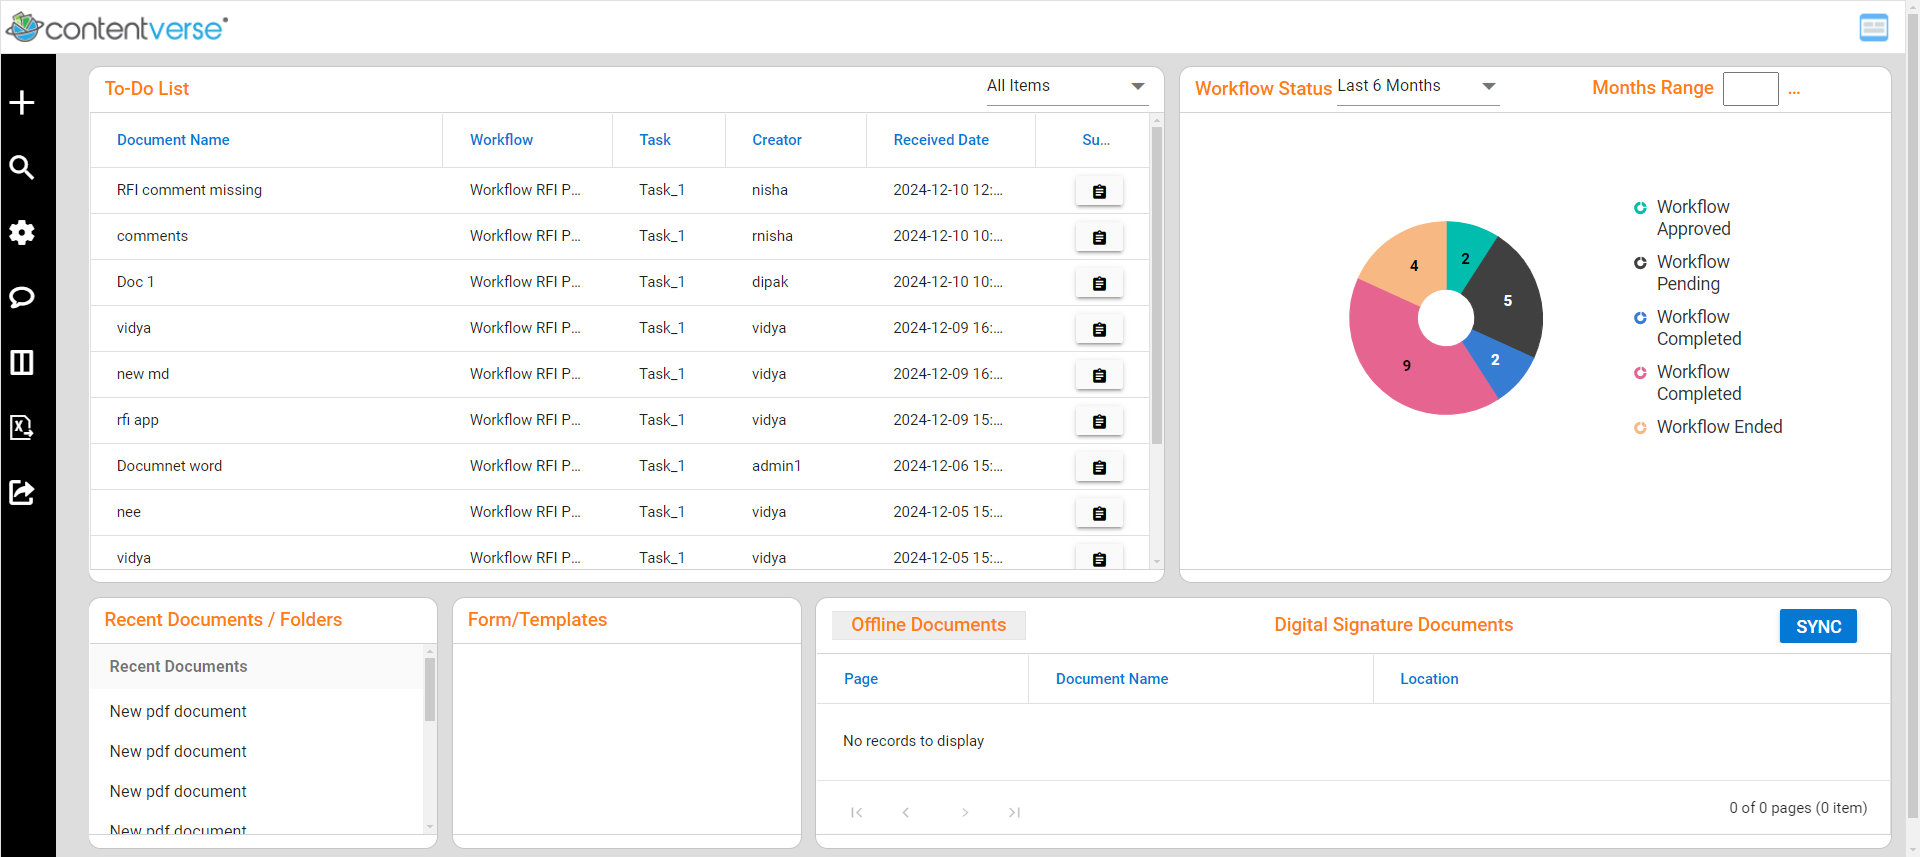 contentverse
To-Do List
All Items
Document Name Workflow Task Creator Received Date Su...
RFI comment missing Workflow RFI P... Task_1 nisha 2024-12-10 12:...
comments Workflow RFI P... Task_1 rnisha 2024-12-10 10:...
Doc 1 Workflow RFI P... Task_1 dipak 2024-12-10 10:...
vidya Workflow RFI P... Task_1 vidya 2024-12-09 16:...
new md Workflow RFI P... Task_1 vidya 2024-12-09 16:...
rfi app Workflow RFI P... Task_1 vidya 2024-12-09 15:...
Documnet word Workflow RFI P... Task_1 admin1 2024-12-06 15:...
nee Workflow RFI P... Task_1 vidya 2024-12-05 15:...
vidya Workflow RFI P... Task_1 vidya 2024-12-05 15:...
Workflow Status Last 6 Months Months Range ...
2
5
2
9
4
Workflow
Approved
Workflow
Pending
Workflow
Completed
Workflow
Completed
Workflow Ended
Recent Documents / Folders
Recent Documents
New pdf document
New pdf document
New pdf document
New pdf document
Form/Templates
Offline Documents Digital Signature Documents SYNC
Page Document Name Location
No records to display
0 of 0 pages (0 item)